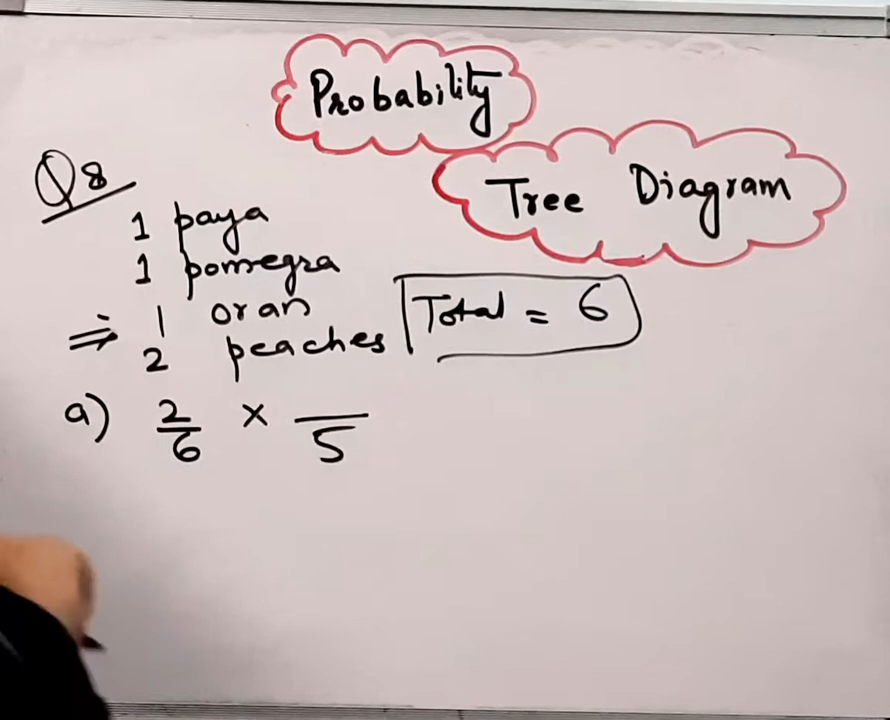 Probability
Tree Diagram
Q8
1 paya
1 pomegra
⇒ 1 oran
2 peaches
Total = 6
a) 2/6 × /5